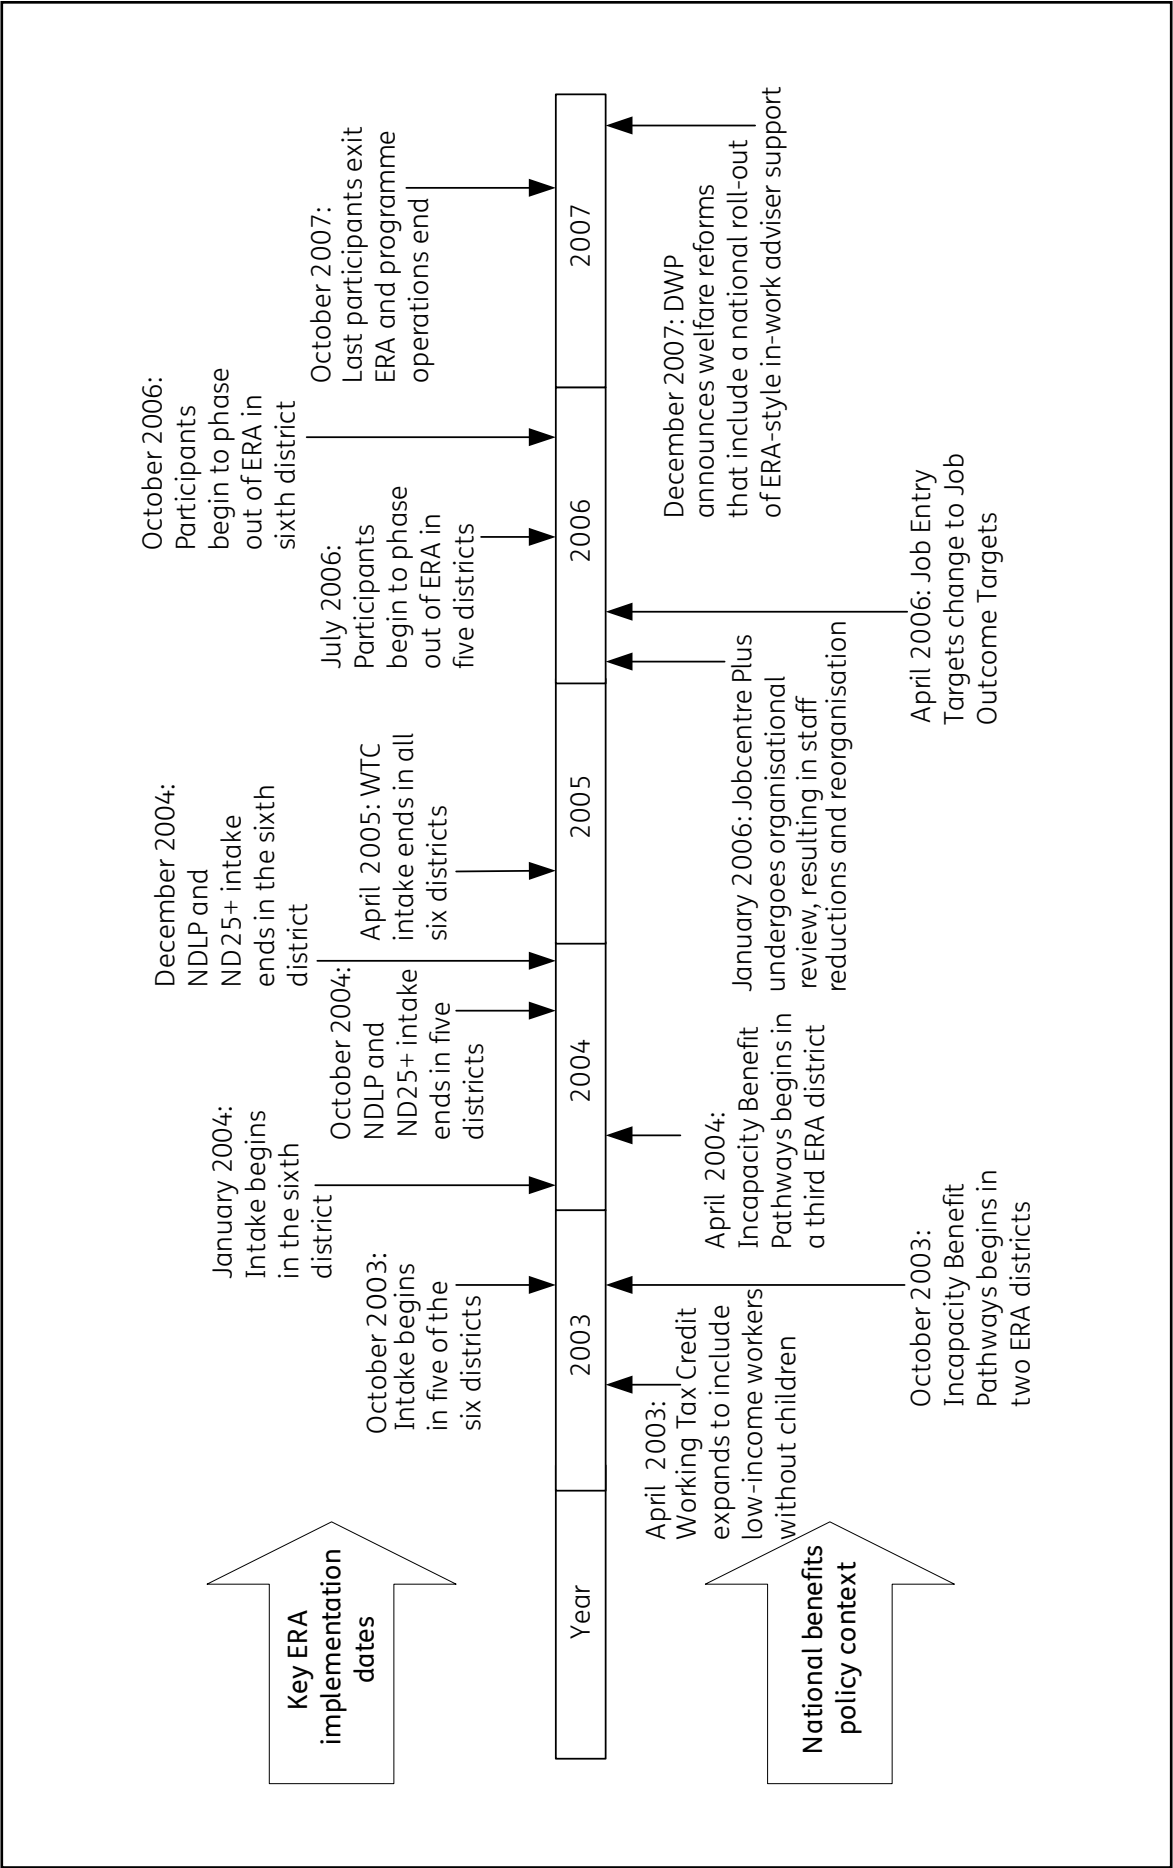 Key ERA
implementation
dates
October 2003:
Intake begins
in five of the
six districts
January 2004:
Intake begins
in the sixth
district
October 2004:
NDLP and
ND25+ intake
ends in five
districts
December 2004:
NDLP and
ND25+ intake
ends in the sixth
district
April 2005: WTC
intake ends in all
six districts
July 2006:
Participants
begin to phase
out of ERA in
five districts
October 2006:
Participants
begin to phase
out of ERA in
sixth district
October 2007:
Last participants exit
ERA and programme
operations end
Year
2003
2004
2005
2006
2007
National benefits
policy context
April 2003:
Working Tax Credit
expands to include
low-income workers
without children
October 2003:
Incapacity Benefit
Pathways begins in
two ERA districts
April 2004:
Incapacity Benefit
Pathways begins in
a third ERA district
January 2006: Jobcentre Plus
undergoes organisational
review, resulting in staff
reductions and reorganisation
April 2006: Job Entry
Targets change to Job
Outcome Targets
December 2007: DWP
announces welfare reforms
that include a national roll-out
of ERA-style in-work adviser support